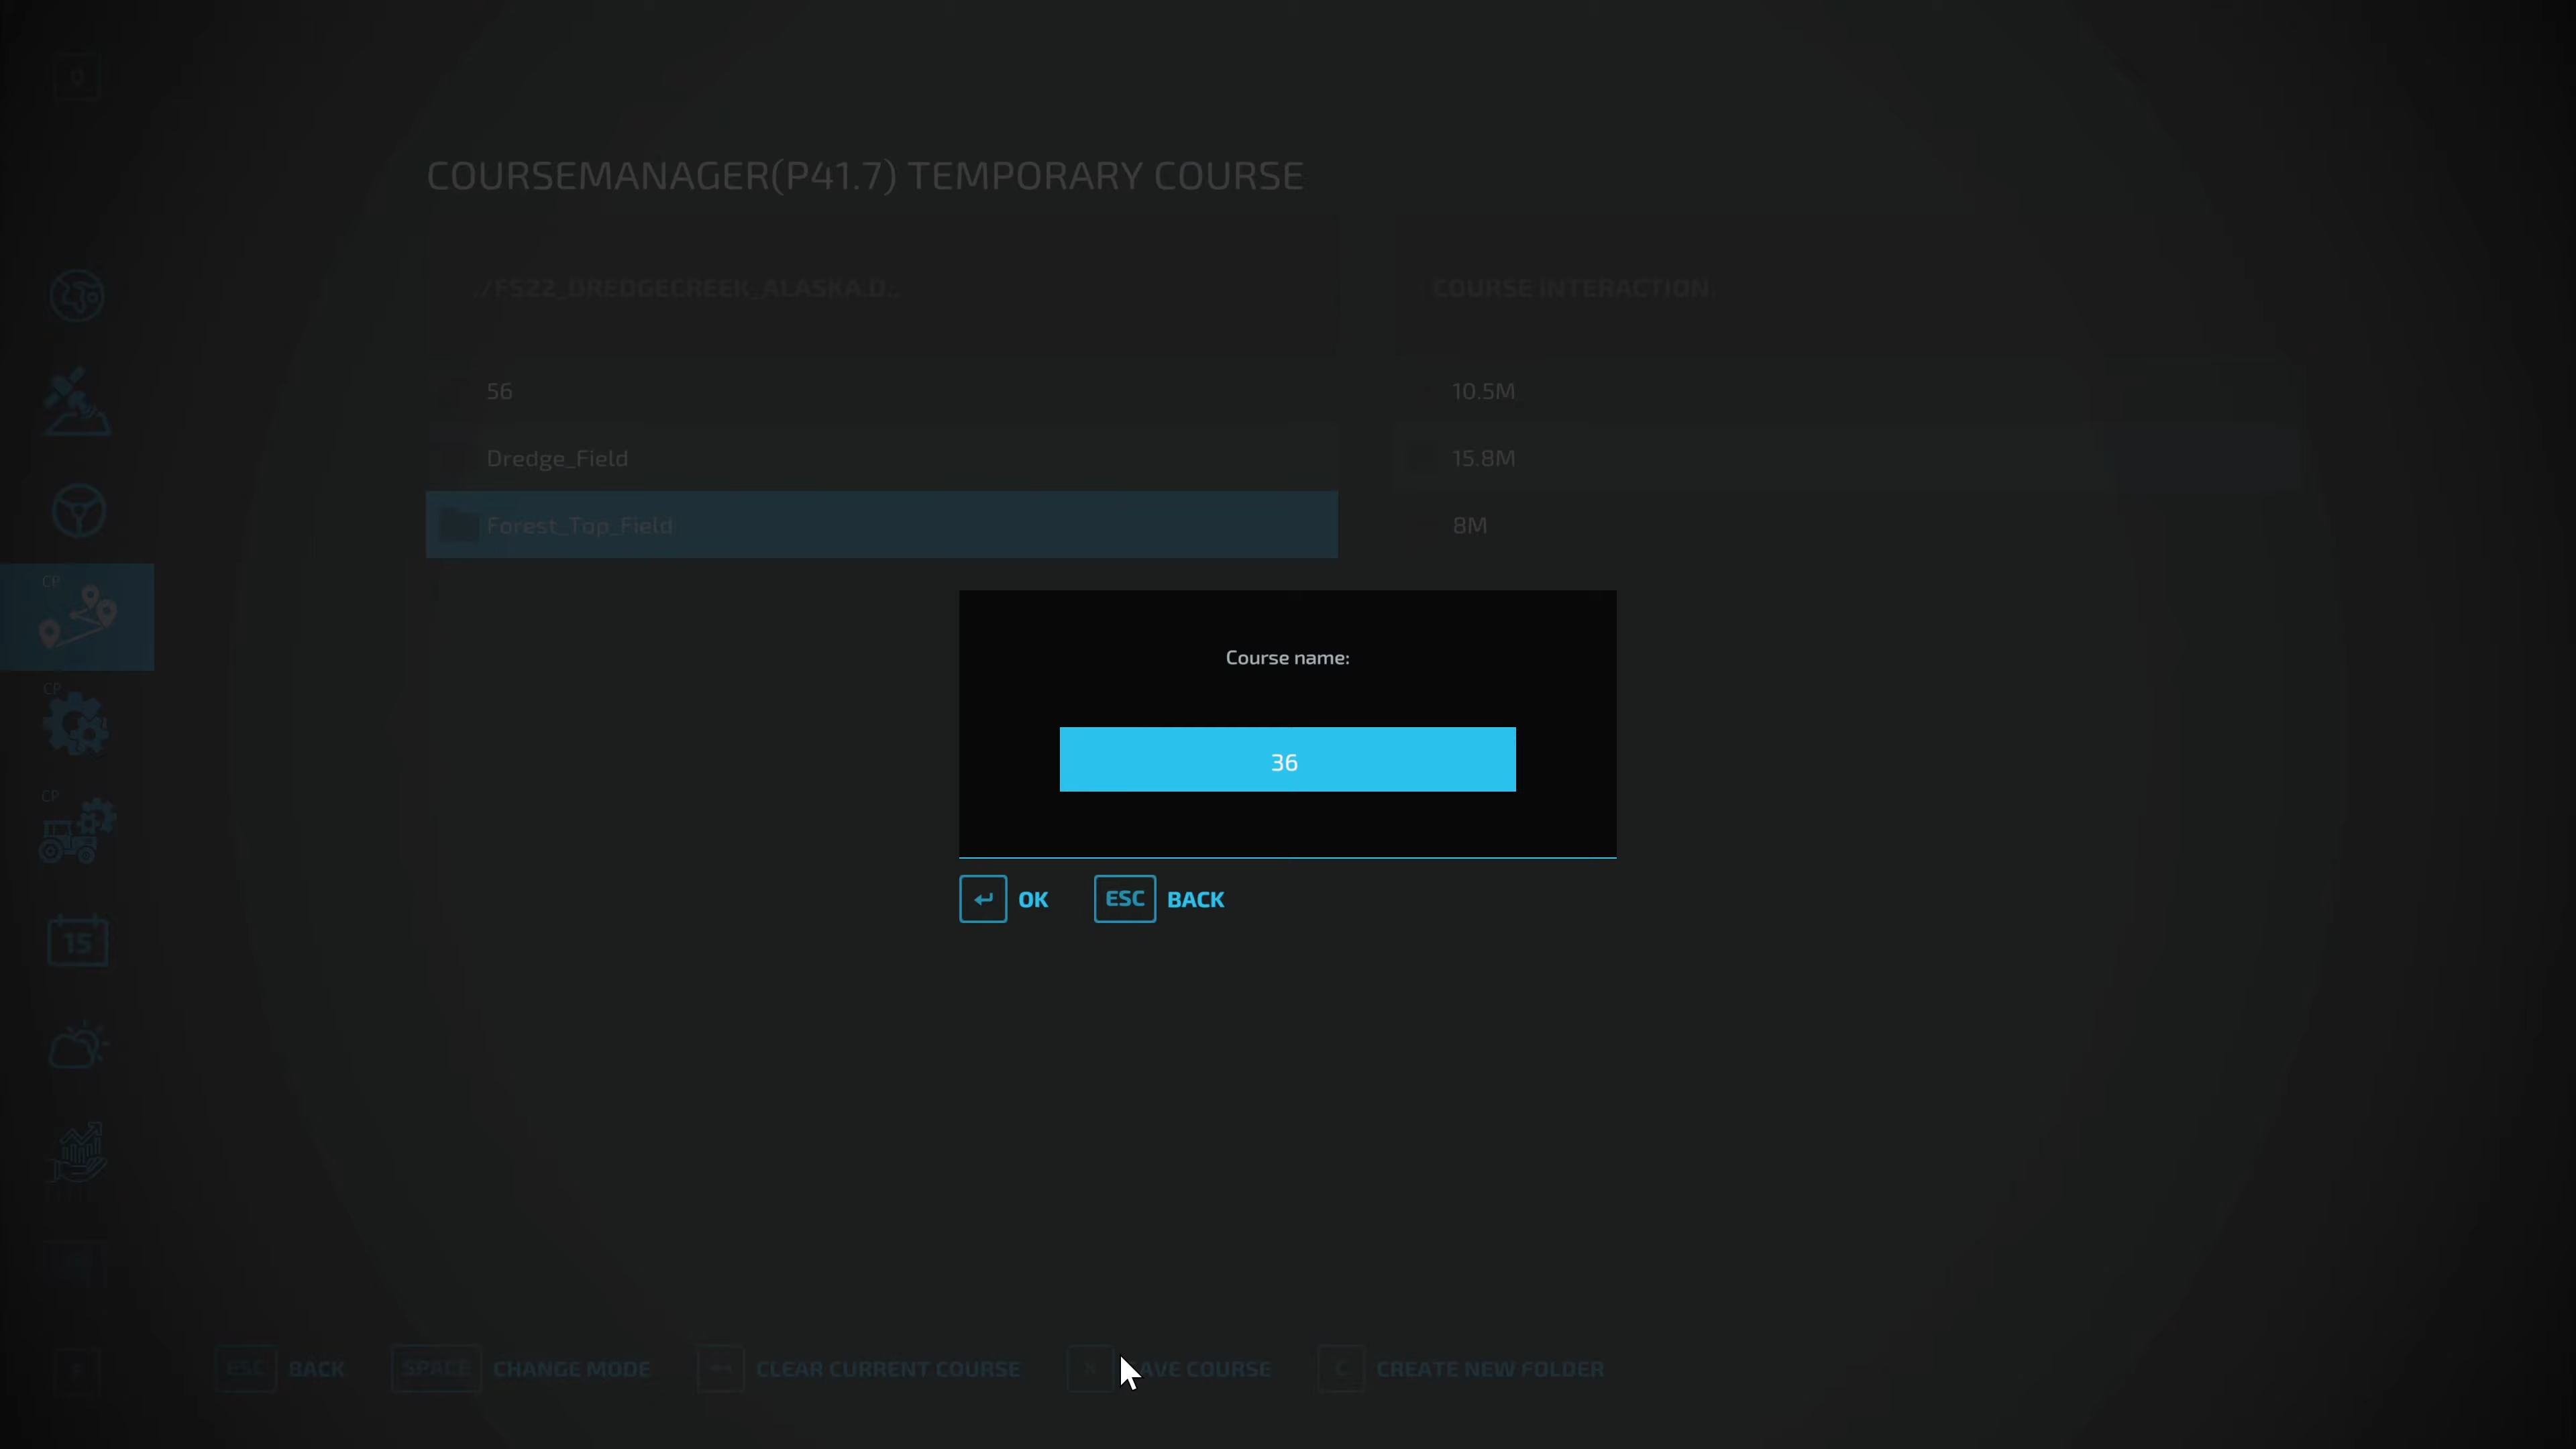 Q
COURSEMANAGER(P41.7) TEMPORARY COURSE
./FS22_DREDGECREEK_ALASKA.D...
COURSE INTERACTION.
56
10.5M
Dredge_Field
15.8M
Forest_Top_Field
8M
CP
Course name:
CP
36
CP
OK
ESC BACK
15
ESC BACK
SPACE CHANGE MODE
CLEAR CURRENT COURSE
X AVE COURSE
C CREATE NEW FOLDER